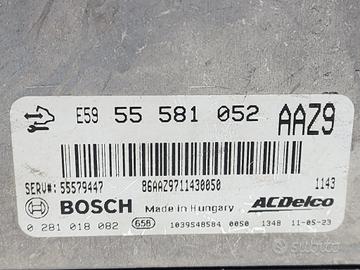 E59 55 581 052 AAZ9
SERV#: 55579447 86AAZ9711430050 1143
BOSCH Made in Hungary ACDelco
0 281 018 082 658 1039S48584 0050 1348 11-05-23
subito